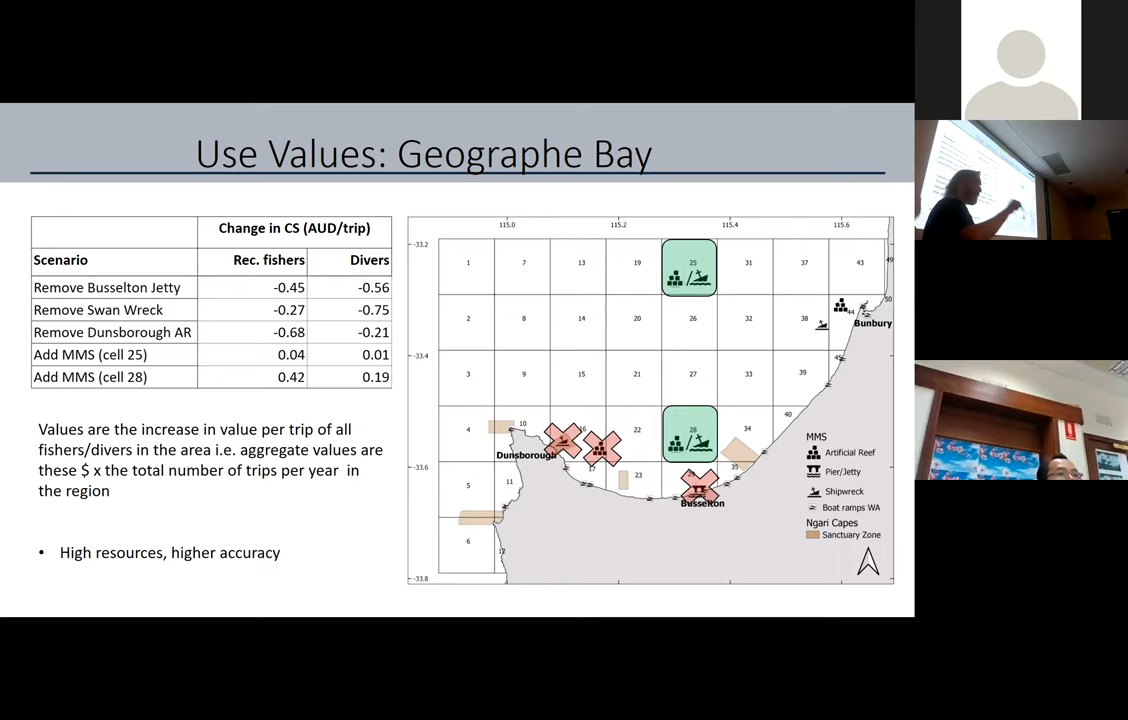 Use Values: Geographe Bay
Change in CS (AUD/trip)
Scenario Rec. fishers Divers
Remove Busselton Jetty -0.45 -0.56
Remove Swan Wreck -0.27 -0.75
Remove Dunsborough AR -0.68 -0.21
Add MMS (cell 25) 0.04 0.01
Add MMS (cell 28) 0.42 0.19
Values are the increase in value per trip of all
fishers/divers in the area i.e. aggregate values are
these $ x the total number of trips per year in
the region
• High resources, higher accuracy
115.0 115.2 115.4 115.6
-33.2
1 7 13 19 25 31 37 43 49
2 8 14 20 26 32 38 44 50
Bunbury
-33.4
3 9 15 21 27 33 39 45
4 10 16 22 28 34 40
Dunsborough
-33.6
5 11 17 23 29 35
Busselton
6 12
-33.8
MMS
Artificial Reef
Pier/Jetty
Shipwreck
Boat ramps WA
Ngari Capes
Sanctuary Zone